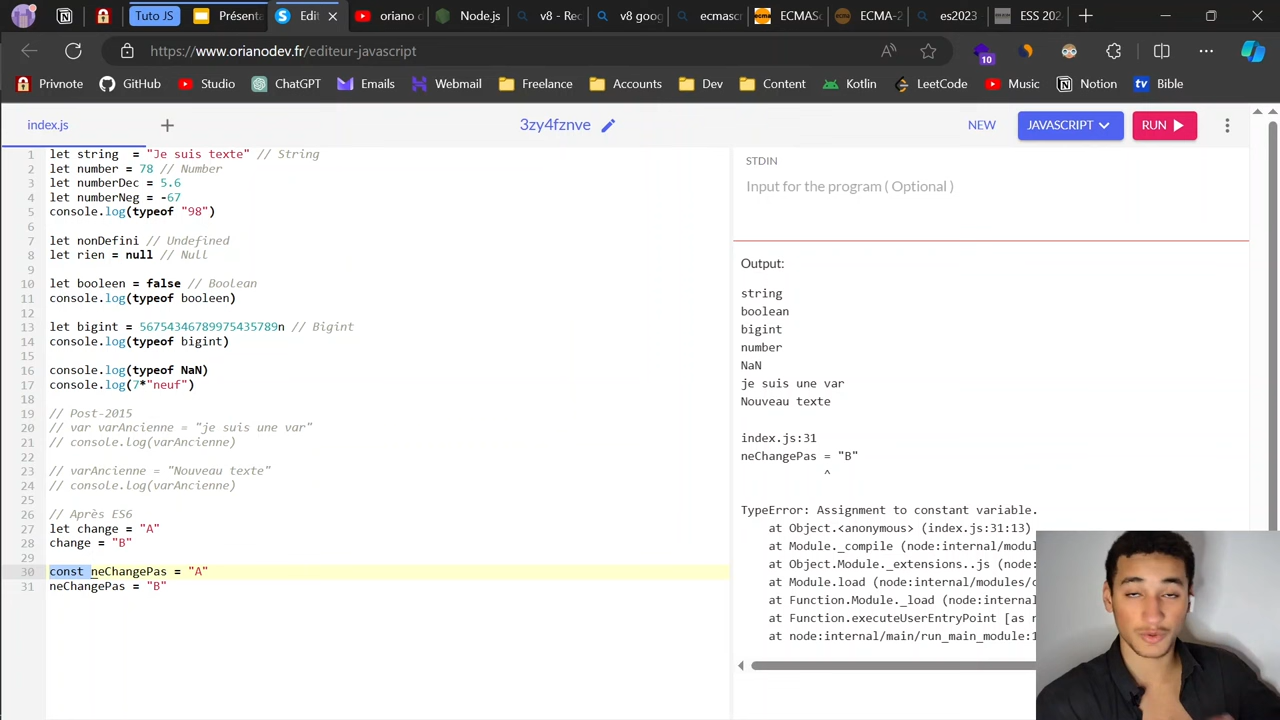 Tuto JS
Présenta
Edit
oriano d
Node.js
v8 - Rec
v8 goog
ecmascr
ECMASc
ECMA-2
es2023
ESS 202
https://www.orianodev.fr/editeur-javascript
10
Privnote
GitHub
Studio
ChatGPT
Emails
Wegmail
Freelance
Accounts
Dev
Content
Kotlin
LeetCode
Music
Notion
tv
Bible
index.js
3zy4fznve
NEW
JAVASCRIPT
RUN
1 let string  = "Je suis texte" // String
2 let number = 78 // Number
3 let numberDec = 5.6
4 let numberNeg = -67
5 console.log(typeof "98")
6
7 let nonDefini // Undefined
8 let rien = null // Null
9
10 let booleen = false // Boolean
11 console.log(typeof booleen)
12
13 let bigint = 56754346789975435789n // Bigint
14 console.log(typeof bigint)
15
16 console.log(typeof NaN)
17 console.log(7*"neuf")
18
19 // Post-2015
20 // var varAncienne = "je suis une var"
21 // console.log(varAncienne)
22
23 // varAncienne = "Nouveau texte"
24 // console.log(varAncienne)
25
26 // Après ES6
27 let change = "A"
28 change = "B"
29
30 const neChangePas = "A"
31 neChangePas = "B"
STDIN
Input for the program ( Optional )
Output:
string
boolean
bigint
number
NaN
je suis une var
Nouveau texte
index.js:31
neChangePas = "B"
^
TypeError: Assignment to constant variable.
at Object.<anonymous> (index.js:31:13)
at Module._compile (node:internal/modul
at Object.Module._extensions..js (node:
at Module.load (node:internal/modules/c
at Function.Module._load (node:internal
at Function.executeUserEntryPoint [as r
at node:internal/main/run_main_module:1